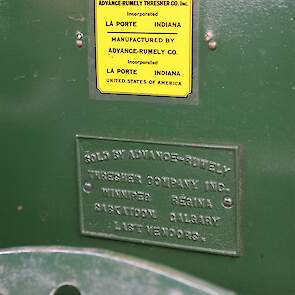 ADVANCE-RUMELY THRESHER CO. INC.
Incorporated
LA PORTE INDIANA
MANUFACTURED BY
ADVANCE-RUMELY CO.
Incorporated
LA PORTE INDIANA
UNITED STATES OF AMERICA
SOLD BY ADVANCE-RUMELY
THRESHER COMPANY INC.
WINNIPEG REGINA
SASKATOON CALGARY
LAST VENDORS.